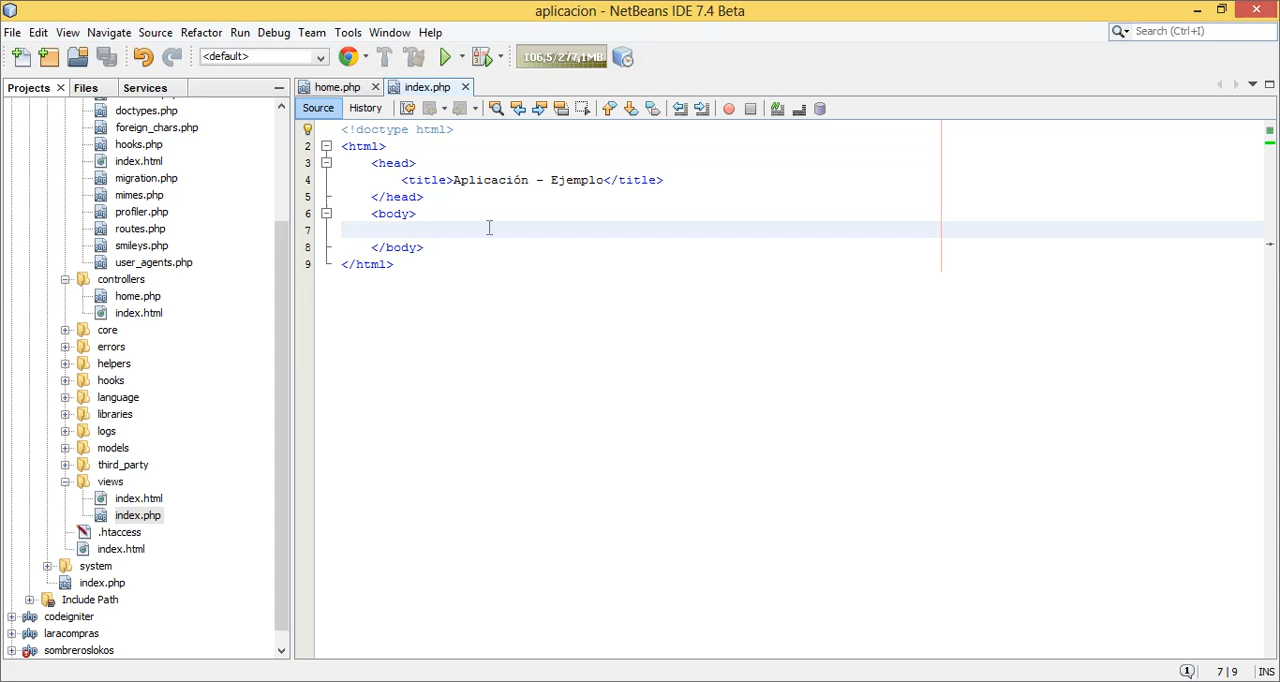 aplicacion - NetBeans IDE 7.4 Beta
File Edit View Navigate Source Refactor Run Debug Team Tools Window Help
Search (Ctrl+I)
<default>
106,5/277,1MB
Projects Files Services
home.php index.php
Source History
doctypes.php
foreign_chars.php
hooks.php
index.html
migration.php
mimes.php
profiler.php
routes.php
smileys.php
user_agents.php
controllers
home.php
index.html
core
errors
helpers
hooks
language
libraries
logs
models
third_party
views
index.html
index.php
.htaccess
index.html
system
index.php
Include Path
codeigniter
laracompras
sombreroslokos
<!doctype html>
2 <html>
3 <head>
4 <title>Aplicación - Ejemplo</title>
5 </head>
6 <body>
7
8 </body>
9 </html>
1 7|9 INS